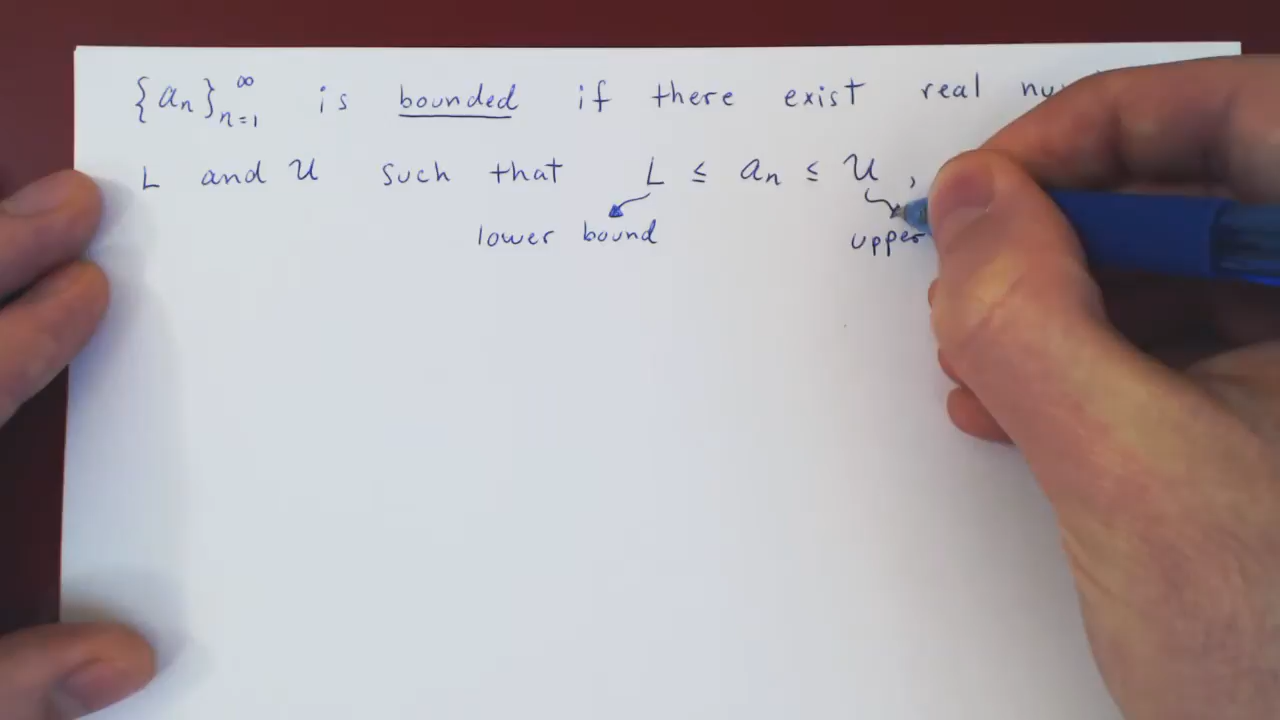 {aₙ}ₙ₌₁^∞ is bounded if there exist real
L and U such that L ≤ aₙ ≤ U ,
lower bound upper